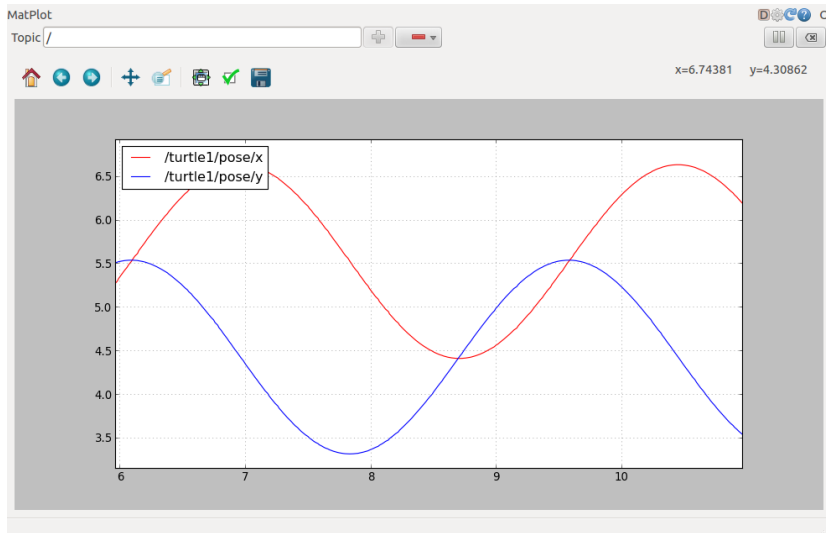 MatPlot D ? C
Topic /
x=6.74381 y=4.30862
/turtle1/pose/x
/turtle1/pose/y
6.5
6.0
5.5
5.0
4.5
4.0
3.5
6 7 8 9 10